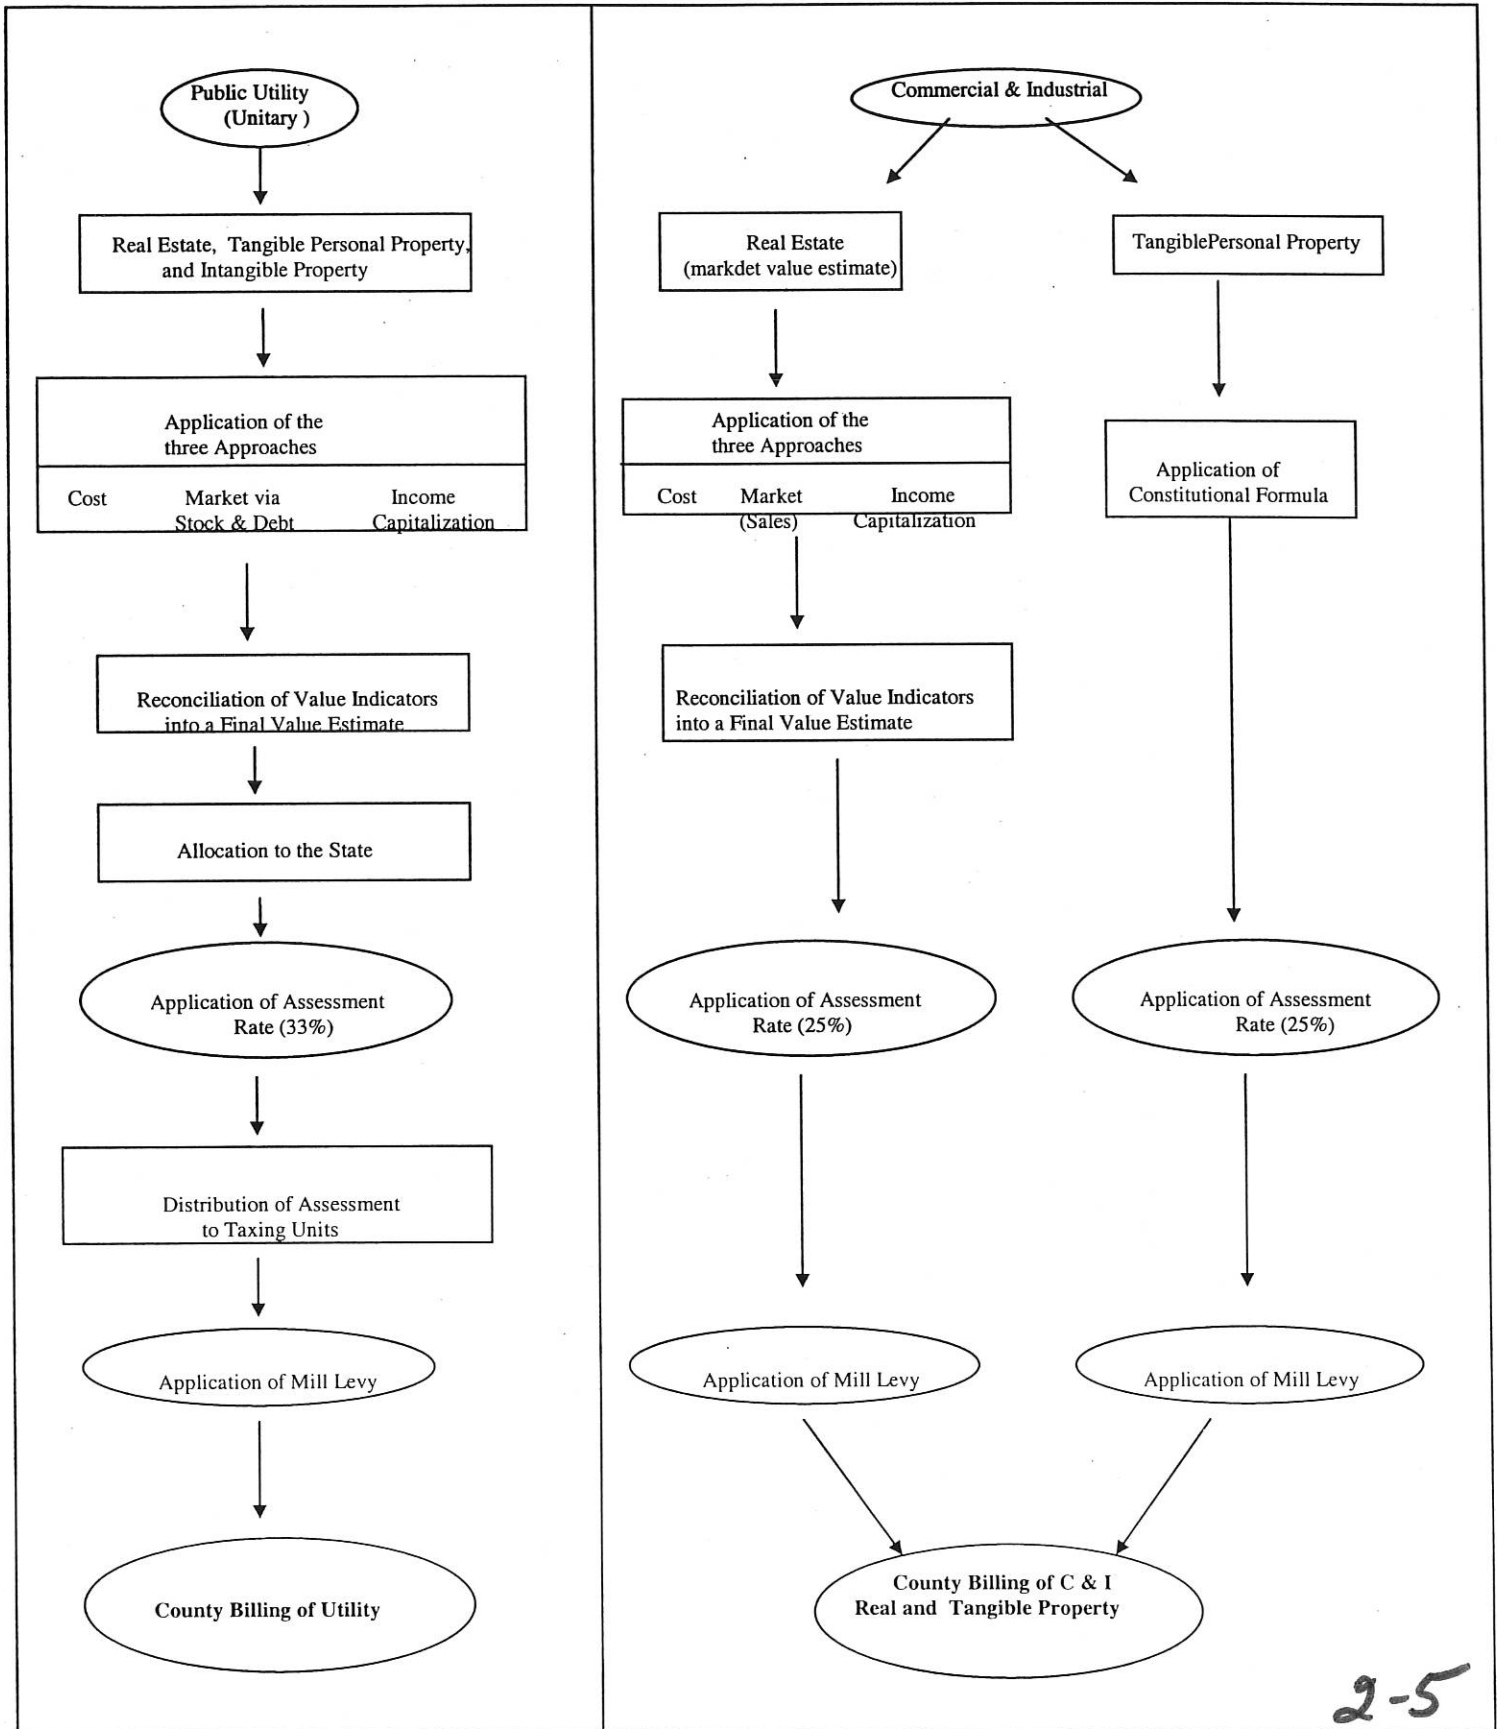 Public Utility
(Unitary )
Real Estate, Tangible Personal Property,
and Intangible Property
Application of the
three Approaches
Cost Market via Income
Stock & Debt Capitalization
Reconciliation of Value Indicators
into a Final Value Estimate
Allocation to the State
Application of Assessment
Rate (33%)
Distribution of Assessment
to Taxing Units
Application of Mill Levy
County Billing of Utility
Commercial & Industrial
Real Estate
(markdet value estimate)
Application of the
three Approaches
Cost Market Income
(Sales) Capitalization
Reconciliation of Value Indicators
into a Final Value Estimate
Application of Assessment
Rate (25%)
Application of Mill Levy
TangiblePersonal Property
Application of
Constitutional Formula
Application of Assessment
Rate (25%)
Application of Mill Levy
County Billing of C & I
Real and Tangible Property
2-5